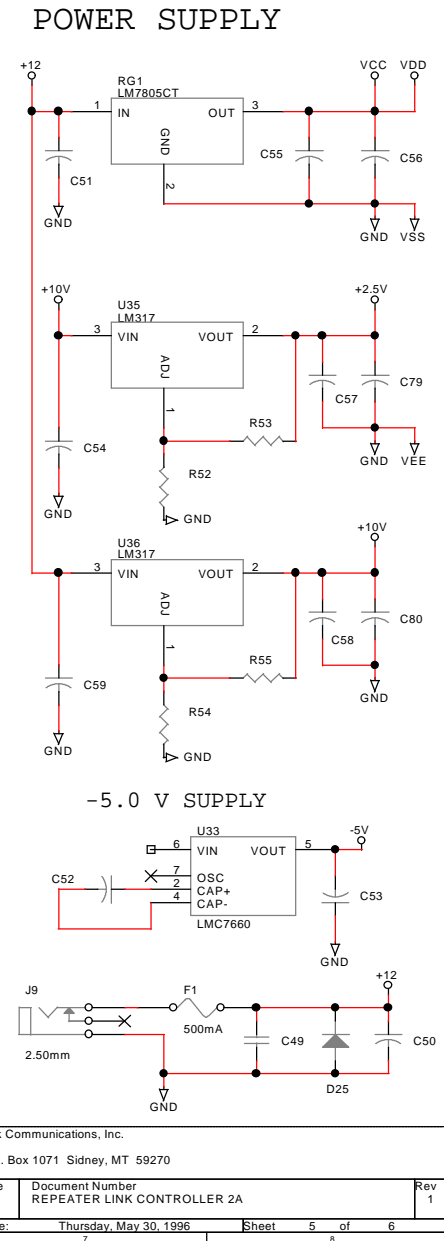 POWER SUPPLY
+12
RG1
LM7805CT
VCC VDD
1 IN OUT 3
GND
2
C51
C55
C56
GND
GND VSS
+10V
U35
LM317
+2.5V
3 VIN VOUT 2
ADJ
1
C54
R53
C57
C79
R52
GND
GND
GND VEE
U36
LM317
+10V
3 VIN VOUT 2
ADJ
1
C59
R55
C58
C80
R54
GND
GND
GND
-5.0 V SUPPLY
U33
-5V
6 VIN VOUT 5
7 OSC
2 CAP+
4 CAP-
C52
C53
LMC7660
GND
+12
J9
F1
500mA
C49
C50
2.50mm
D25
GND
Communications, Inc.
. Box 1071 Sidney, MT 59270
Document Number
Rev
REPEATER LINK CONTROLLER 2A
1
Thursday, May 30, 1996 Sheet 5 of 6
7 8